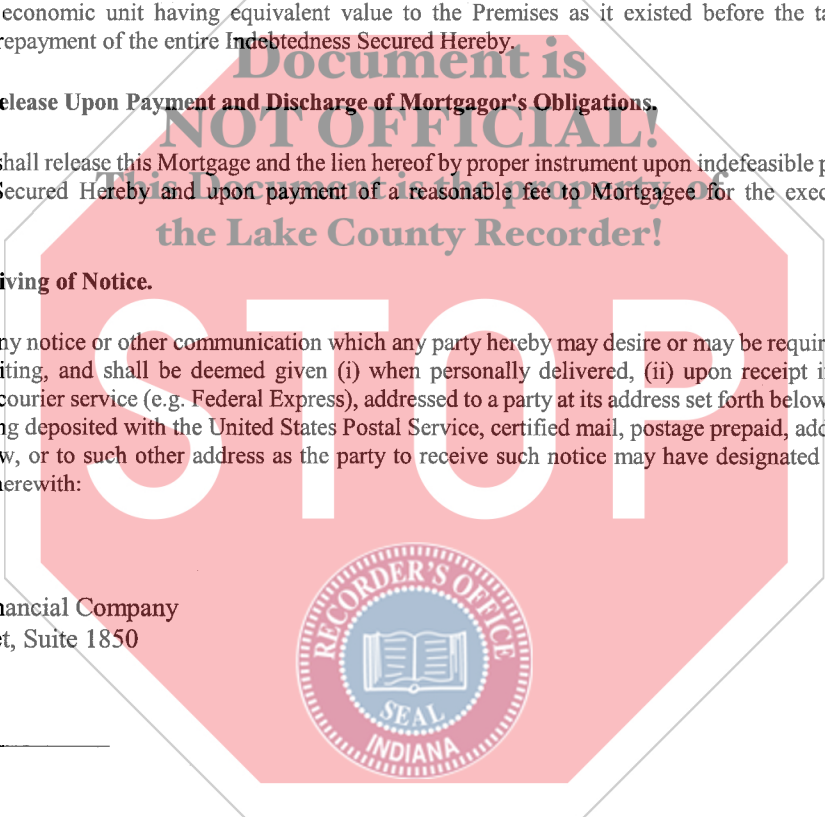 economic unit having equivalent value to the Premises as it existed before the ta
repayment of the entire Indebtedness Secured Hereby.
Document is
elease Upon Payment and Discharge of Mortgagor's Obligations.
NOT OFFICIAL!
shall release this Mortgage and the lien hereof by proper instrument upon indefeasible p
Secured Hereby and upon payment of a reasonable fee to Mortgagee for the exec
This Document is the property of
the Lake County Recorder!
iving of Notice.
STOP
ny notice or other communication which any party hereby may desire or may be requir
iting, and shall be deemed given (i) when personally delivered, (ii) upon receipt i
courier service (e.g. Federal Express), addressed to a party at its address set forth below
ng deposited with the United States Postal Service, certified mail, postage prepaid, add
w, or to such other address as the party to receive such notice may have designated
herewith:
nancial Company
et, Suite 1850
RECORDER'S OFFICE
SEAL
INDIANA